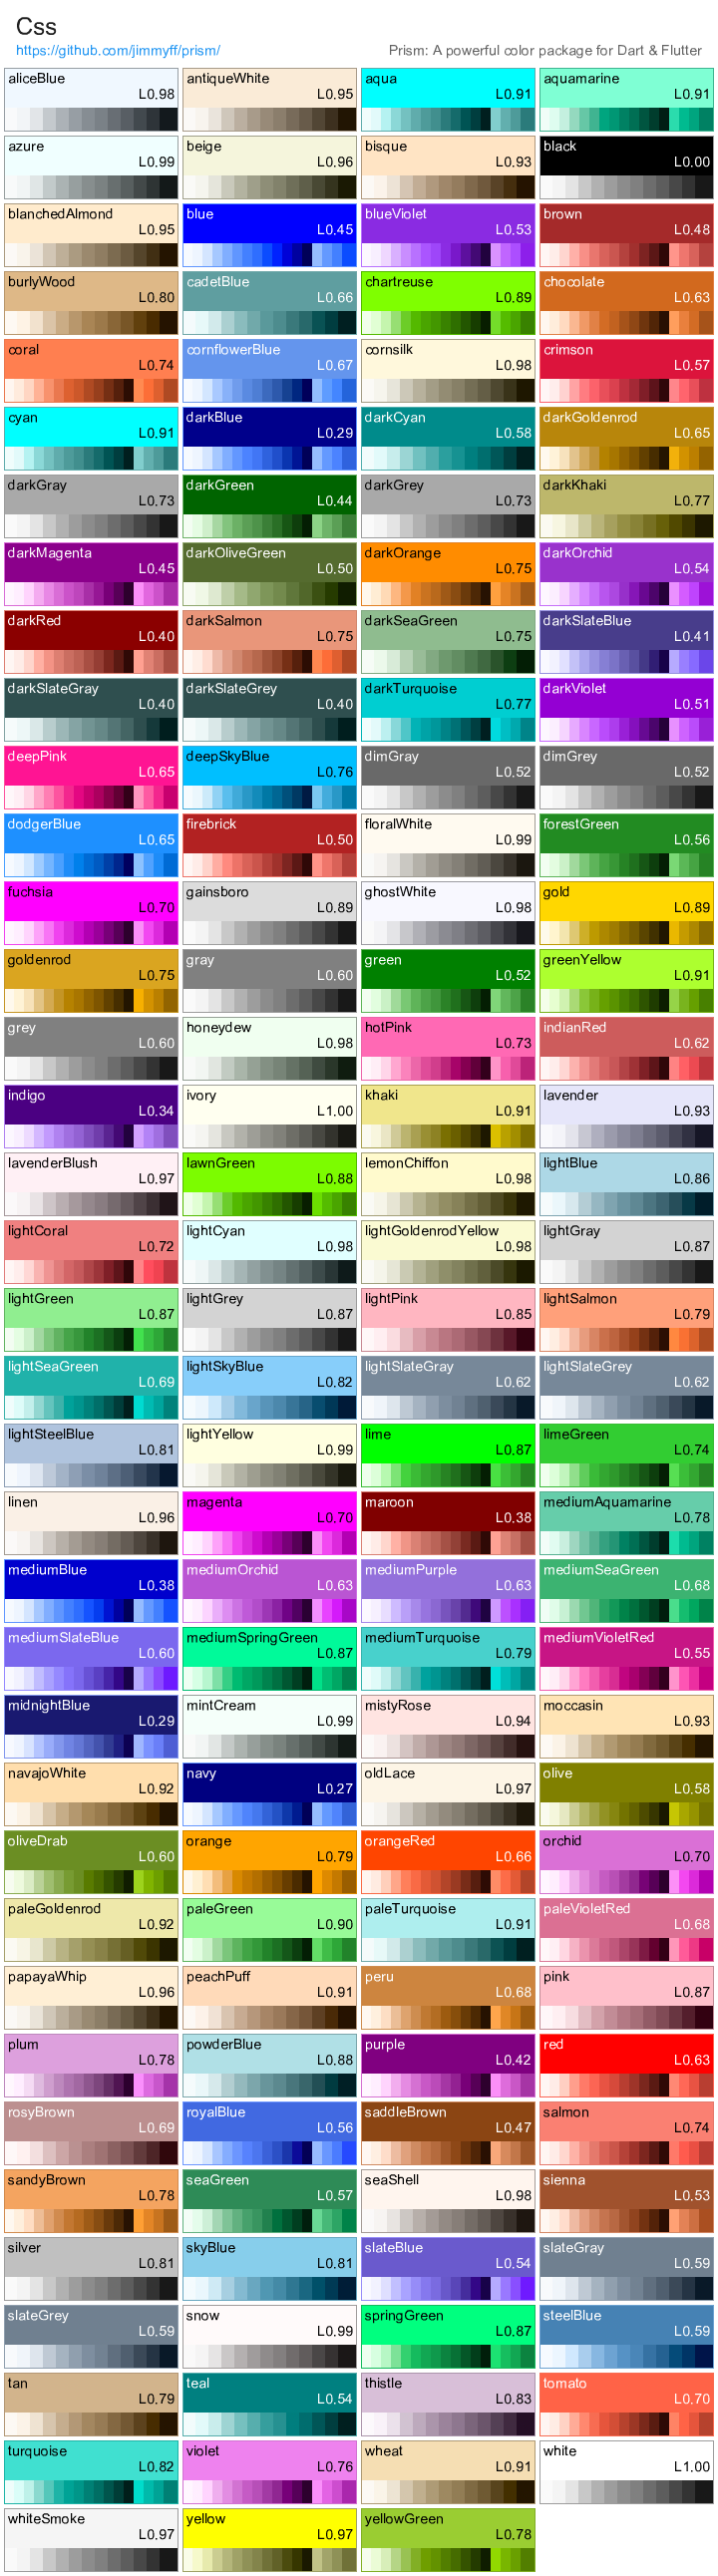 Css
https://github.com/jimmyff/prism/ Prism: A powerful color package for Dart & Flutter
aliceBlue antiqueWhite aqua aquamarine
L0.98 L0.95 L0.91 L0.91
azure beige bisque black
L0.99 L0.96 L0.93 L0.00
blanchedAlmond blue blueViolet brown
L0.95 L0.45 L0.53 L0.48
burlyWood cadetBlue chartreuse chocolate
L0.80 L0.66 L0.89 L0.63
coral cornflowerBlue cornsilk crimson
L0.74 L0.67 L0.98 L0.57
cyan darkBlue darkCyan darkGoldenrod
L0.91 L0.29 L0.58 L0.65
darkGray darkGreen darkGrey darkKhaki
L0.73 L0.44 L0.73 L0.77
darkMagenta darkOliveGreen darkOrange darkOrchid
L0.45 L0.50 L0.75 L0.54
darkRed darkSalmon darkSeaGreen darkSlateBlue
L0.40 L0.75 L0.75 L0.41
darkSlateGray darkSlateGrey darkTurquoise darkViolet
L0.40 L0.40 L0.77 L0.51
deepPink deepSkyBlue dimGray dimGrey
L0.65 L0.76 L0.52 L0.52
dodgerBlue firebrick floralWhite forestGreen
L0.65 L0.50 L0.99 L0.56
fuchsia gainsboro ghostWhite gold
L0.70 L0.89 L0.98 L0.89
goldenrod gray green greenYellow
L0.75 L0.60 L0.52 L0.91
grey honeydew hotPink indianRed
L0.60 L0.98 L0.73 L0.62
indigo ivory khaki lavender
L0.34 L1.00 L0.91 L0.93
lavenderBlush lawnGreen lemonChiffon lightBlue
L0.97 L0.88 L0.98 L0.86
lightCoral lightCyan lightGoldenrodYellow lightGray
L0.72 L0.98 L0.98 L0.87
lightGreen lightGrey lightPink lightSalmon
L0.87 L0.87 L0.85 L0.79
lightSeaGreen lightSkyBlue lightSlateGray lightSlateGrey
L0.69 L0.82 L0.62 L0.62
lightSteelBlue lightYellow lime limeGreen
L0.81 L0.99 L0.87 L0.74
linen magenta maroon mediumAquamarine
L0.96 L0.70 L0.38 L0.78
mediumBlue mediumOrchid mediumPurple mediumSeaGreen
L0.38 L0.63 L0.63 L0.68
mediumSlateBlue mediumSpringGreen mediumTurquoise mediumVioletRed
L0.60 L0.87 L0.79 L0.55
midnightBlue mintCream mistyRose moccasin
L0.29 L0.99 L0.94 L0.93
navajoWhite navy oldLace olive
L0.92 L0.27 L0.97 L0.58
oliveDrab orange orangeRed orchid
L0.60 L0.79 L0.66 L0.70
paleGoldenrod paleGreen paleTurquoise paleVioletRed
L0.92 L0.90 L0.91 L0.68
papayaWhip peachPuff peru pink
L0.96 L0.91 L0.68 L0.87
plum powderBlue purple red
L0.78 L0.88 L0.42 L0.63
rosyBrown royalBlue saddleBrown salmon
L0.69 L0.56 L0.47 L0.74
sandyBrown seaGreen seaShell sienna
L0.78 L0.57 L0.98 L0.53
silver skyBlue slateBlue slateGray
L0.81 L0.81 L0.54 L0.59
slateGrey snow springGreen steelBlue
L0.59 L0.99 L0.87 L0.59
tan teal thistle tomato
L0.79 L0.54 L0.83 L0.70
turquoise violet wheat white
L0.82 L0.76 L0.91 L1.00
whiteSmoke yellow yellowGreen
L0.97 L0.97 L0.78